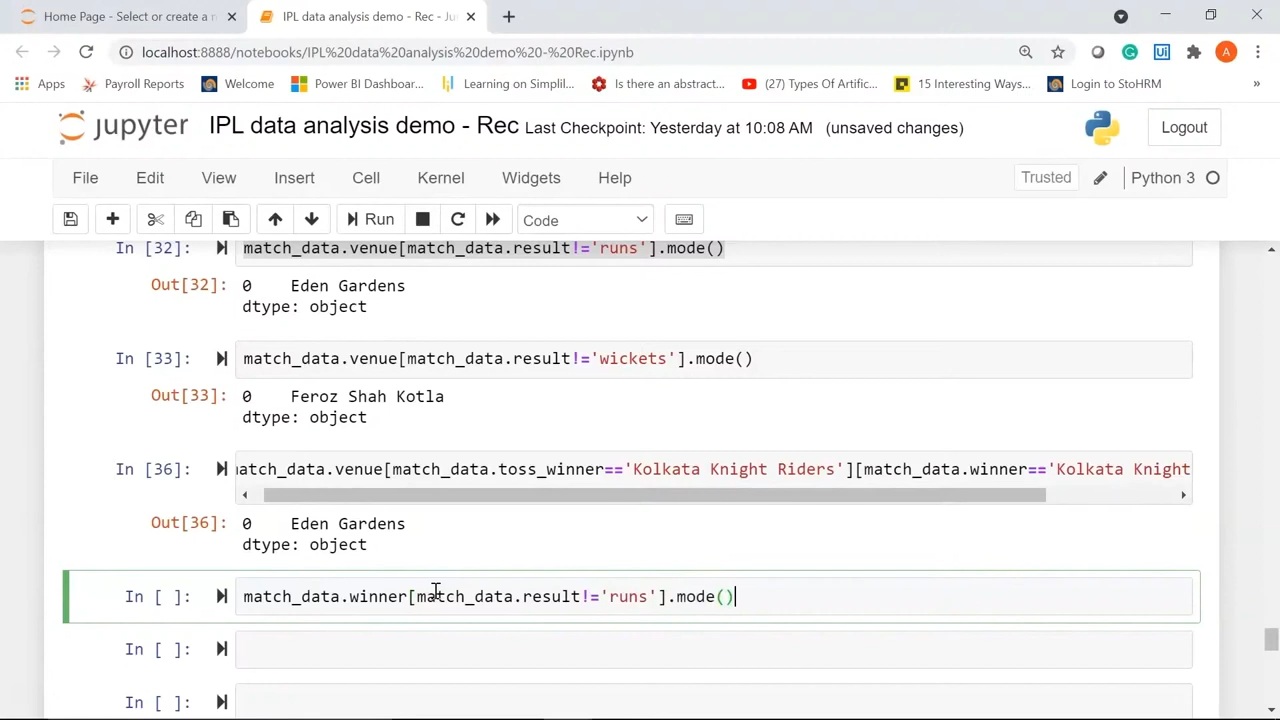 Home Page - Select or create a n
IPL data analysis demo - Rec - Ju
localhost:8888/notebooks/IPL%20data%20analysis%20demo%20-%20Rec.ipynb
A
Apps
Payroll Reports
Welcome
Power BI Dashboar...
Learning on Simplil...
Is there an abstract...
(27) Types Of Artific...
15 Interesting Ways...
Login to StoHRM
»
jupyter IPL data analysis demo - Rec Last Checkpoint: Yesterday at 10:08 AM (unsaved changes)
Logout
File Edit View Insert Cell Kernel Widgets Help
Trusted
Python 3
Run
Code
In [32]: match_data.venue[match_data.result!='runs'].mode()
Out[32]: 0 Eden Gardens
dtype: object
In [33]: match_data.venue[match_data.result!='wickets'].mode()
Out[33]: 0 Feroz Shah Kotla
dtype: object
In [36]: match_data.venue[match_data.toss_winner=='Kolkata Knight Riders'][match_data.winner=='Kolkata Knight
Out[36]: 0 Eden Gardens
dtype: object
In [ ]: match_data.winner[match_data.result!='runs'].mode()
In [ ]:
In [ ]: